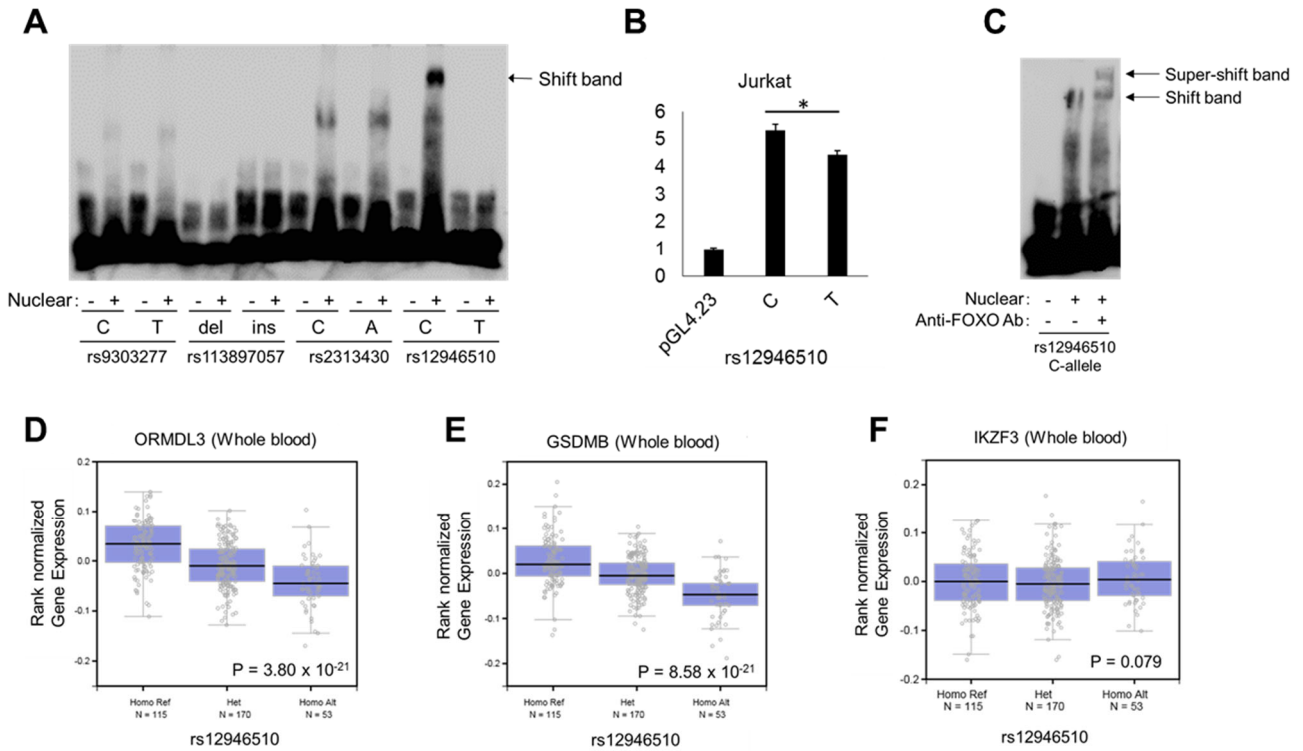 A
Shift band
Nuclear: - + - + - + - + - + - + - + - +
C T del ins C A C T
rs9303277 rs113897057 rs2313430 rs12946510
B
Jurkat
*
6
5
4
3
2
1
0
pGL4.23 C T
rs12946510
C
Super-shift band
Shift band
Nuclear: - + +
Anti-FOXO Ab: - - +
rs12946510
C-allele
D
ORMDL3 (Whole blood)
Rank normalized
Gene Expression
0.2
0.1
0.0
-0.1
-0.2
P = 3.80 x 10-21
Homo Ref Het Homo Alt
N = 115 N = 170 N = 53
rs12946510
E
GSDMB (Whole blood)
Rank normalized
Gene Expression
0.2
0.1
0.0
-0.1
-0.2
P = 8.58 x 10-21
Homo Ref Het Homo Alt
N = 115 N = 170 N = 53
rs12946510
F
IKZF3 (Whole blood)
Rank normalized
Gene Expression
0.2
0.1
0.0
-0.1
-0.2
P = 0.079
Homo Ref Het Homo Alt
N = 115 N = 170 N = 53
rs12946510